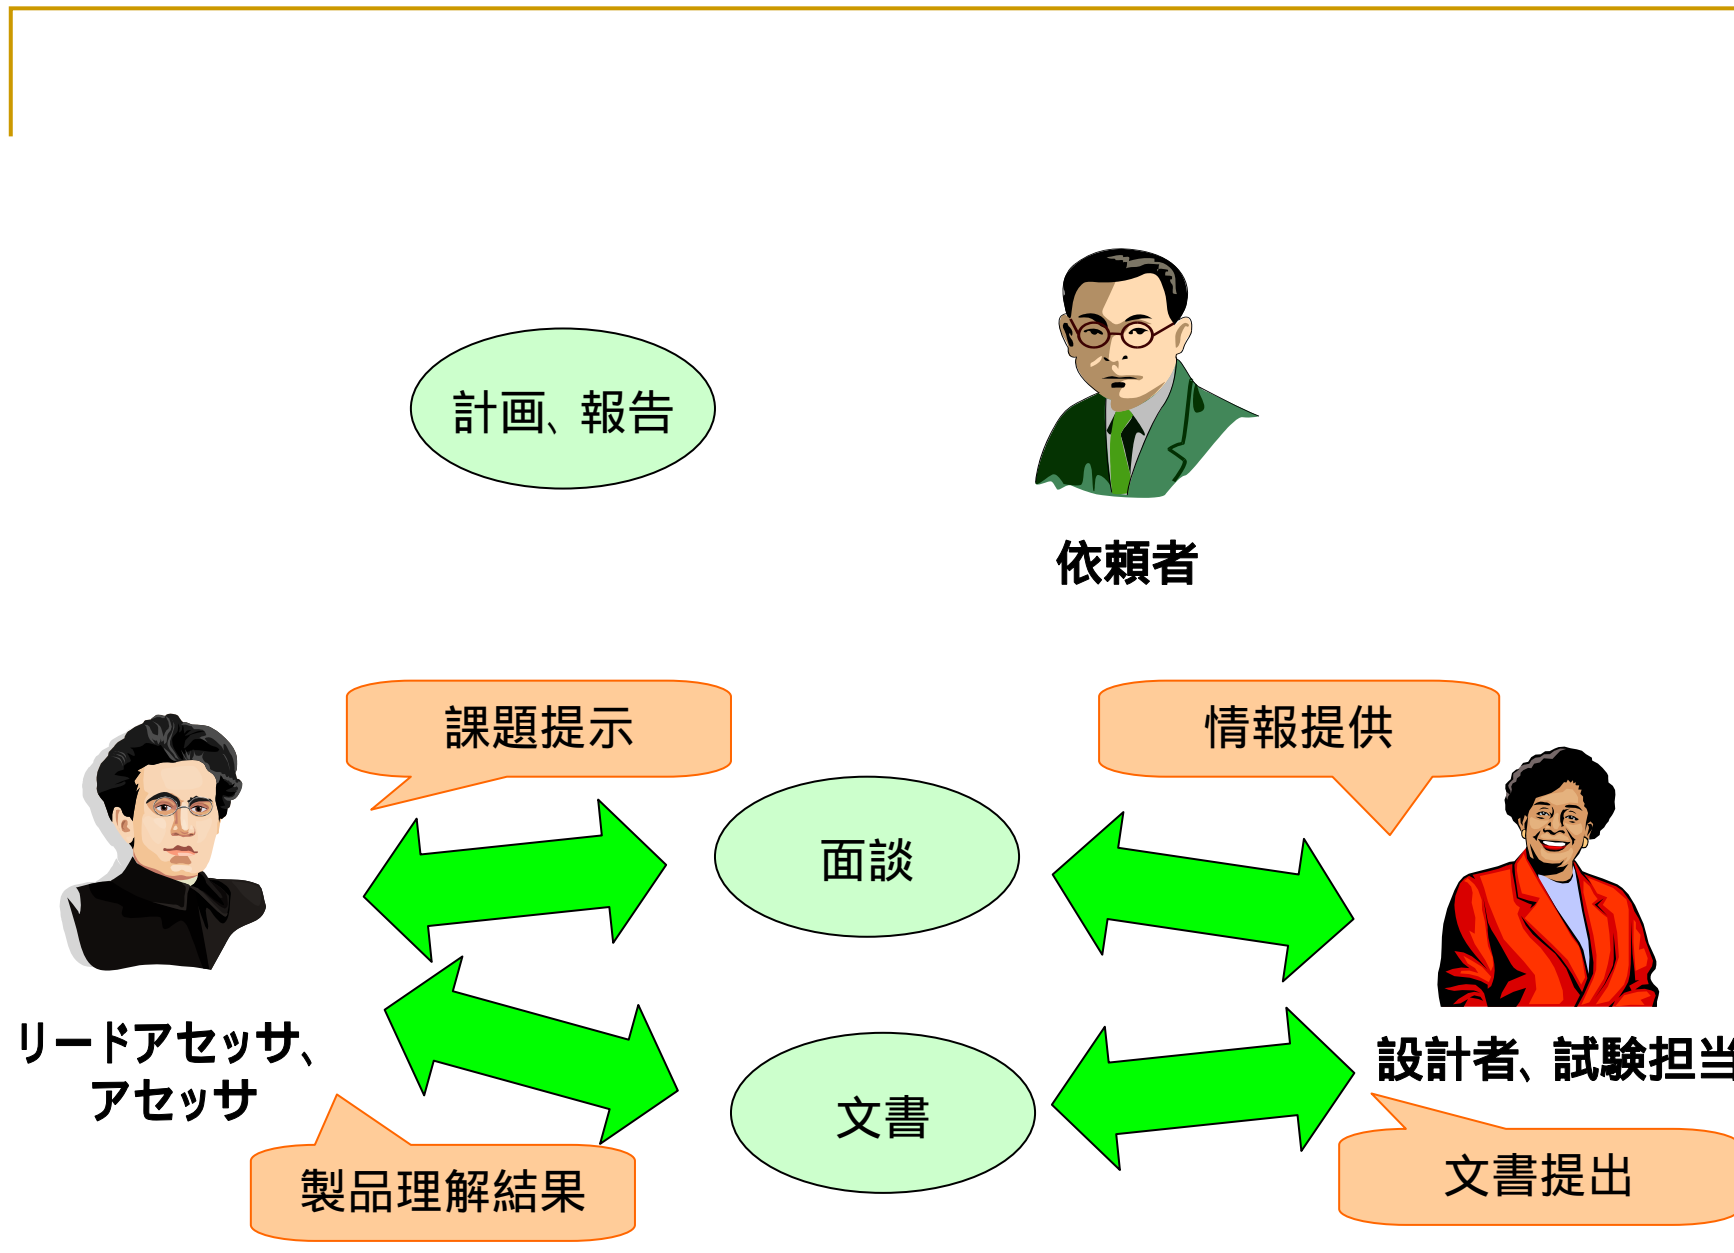 計画、報告
依頼者
課題提示
情報提供
面談
リードアセッサ、
アセッサ
設計者、試験担当
文書
製品理解結果
文書提出